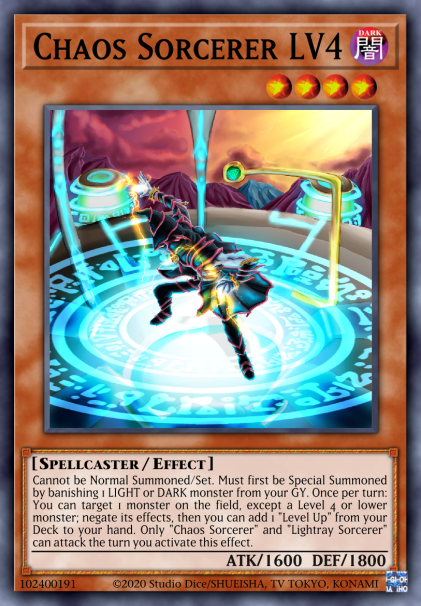 CHAOS SORCERER LV4
DARK
闇
[SPELLCASTER / EFFECT]
Cannot be Normal Summoned/Set. Must first be Special Summoned
by banishing 1 LIGHT or DARK monster from your GY. Once per turn:
You can target 1 monster on the field, except a Level 4 or lower
monster; negate its effects, then you can add 1 "Level Up" from your
Deck to your hand. Only "Chaos Sorcerer" and "Lightray Sorcerer"
can attack the turn you activate this effect.
ATK/1600 DEF/1800
102400191 ©2020 Studio Dice/SHUEISHA, TV TOKYO, KONAMI